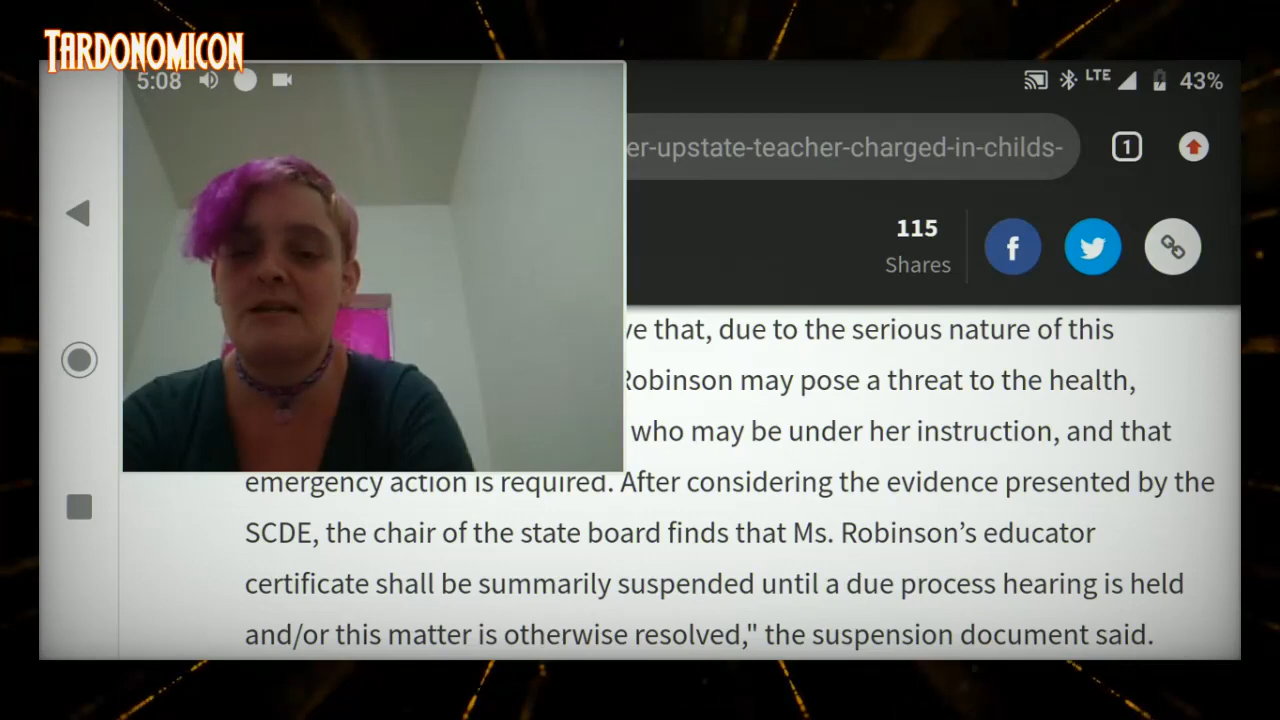 TARDONOMICON
5:08
LTE
43%
er-upstate-teacher-charged-in-childs-
1
115
Shares
f
ve that, due to the serious nature of this
Robinson may pose a threat to the health,
who may be under her instruction, and that
emergency action is required. After considering the evidence presented by the
SCDE, the chair of the state board finds that Ms. Robinson’s educator
certificate shall be summarily suspended until a due process hearing is held
and/or this matter is otherwise resolved," the suspension document said.